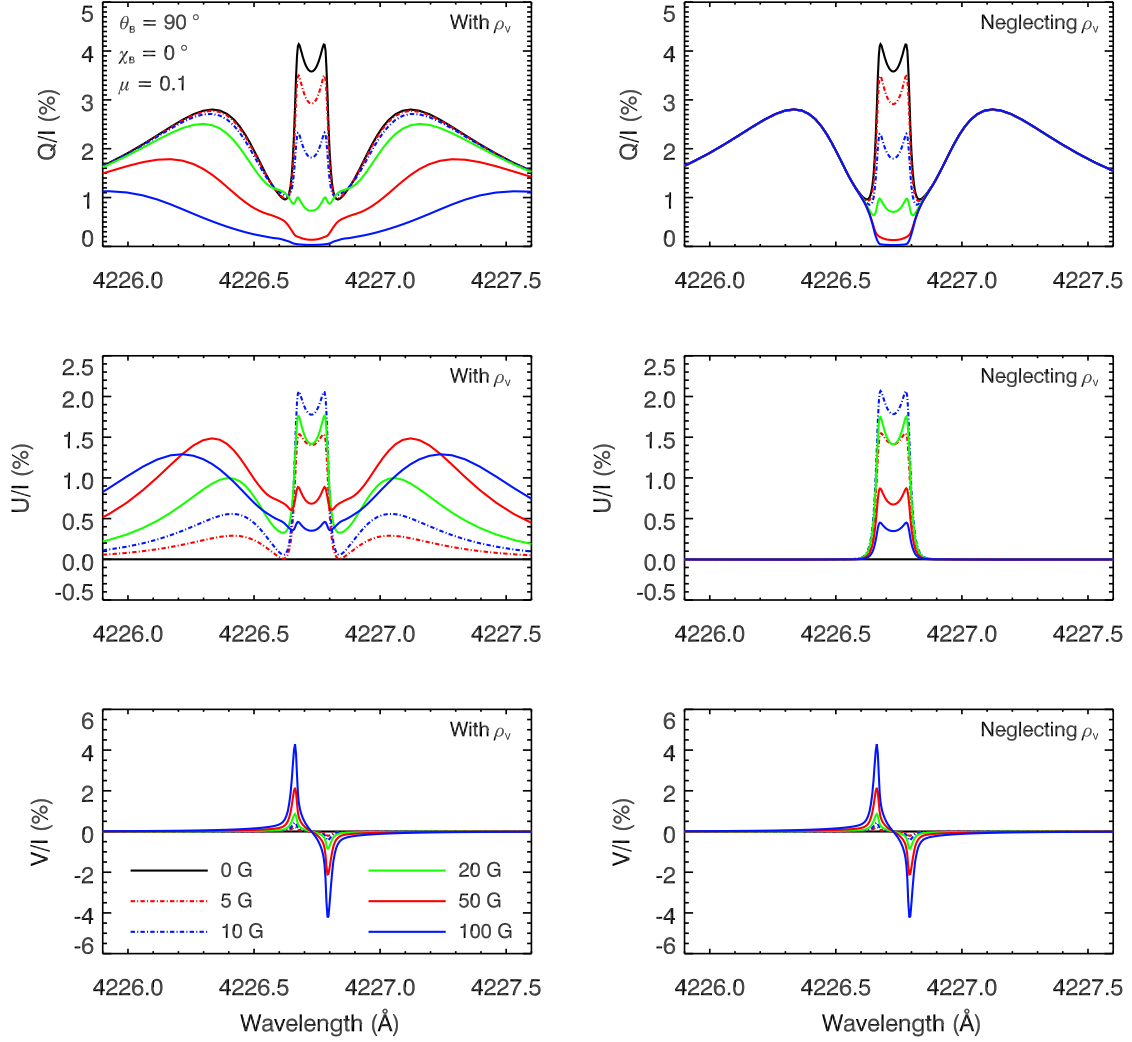 θB = 90 °
χB = 0 °
μ = 0.1
With ρv
Neglecting ρv
Q/I (%)
5
4
3
2
1
0
4226.0 4226.5 4227.0 4227.5
Q/I (%)
5
4
3
2
1
0
4226.0 4226.5 4227.0 4227.5
With ρv
Neglecting ρv
U/I (%)
2.5
2.0
1.5
1.0
0.5
0.0
-0.5
4226.0 4226.5 4227.0 4227.5
U/I (%)
2.5
2.0
1.5
1.0
0.5
0.0
-0.5
4226.0 4226.5 4227.0 4227.5
With ρv
Neglecting ρv
V/I (%)
6
4
2
0
-2
-4
-6
0 G
5 G
10 G
20 G
50 G
100 G
4226.0 4226.5 4227.0 4227.5
Wavelength (Å)
V/I (%)
6
4
2
0
-2
-4
-6
4226.0 4226.5 4227.0 4227.5
Wavelength (Å)